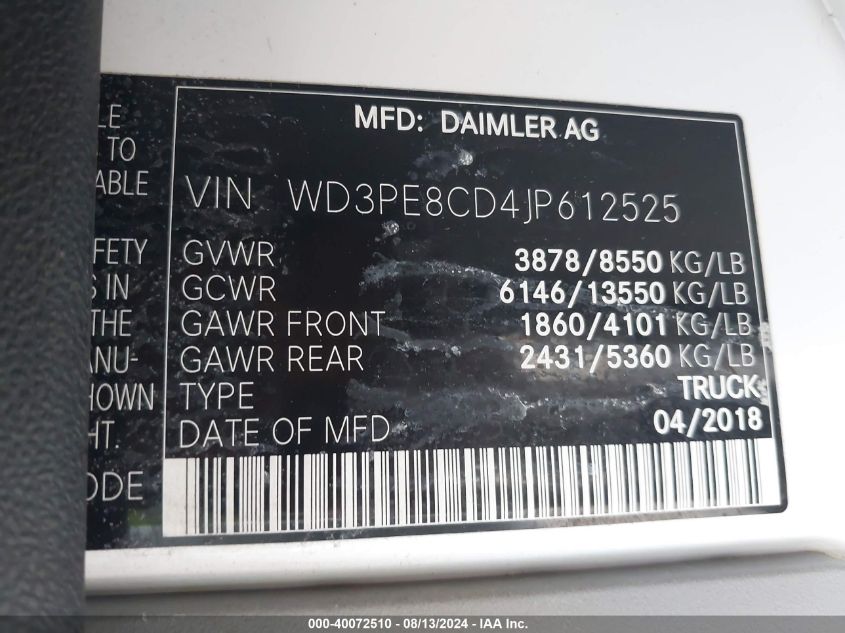 LE
TO
ABLE
FETY
S IN
THE
ANU-
HOWN
HT.
ODE
MFD: DAIMLER AG
VIN WD3PE8CD4JP612525
GVWR 3878/8550 KG/LB
GCWR 6146/13550 KG/LB
GAWR FRONT 1860/4101 KG/LB
GAWR REAR 2431/5360 KG/LB
TYPE TRUCK
DATE OF MFD 04/2018
000-40072510 - 08/13/2024 - IAA Inc.